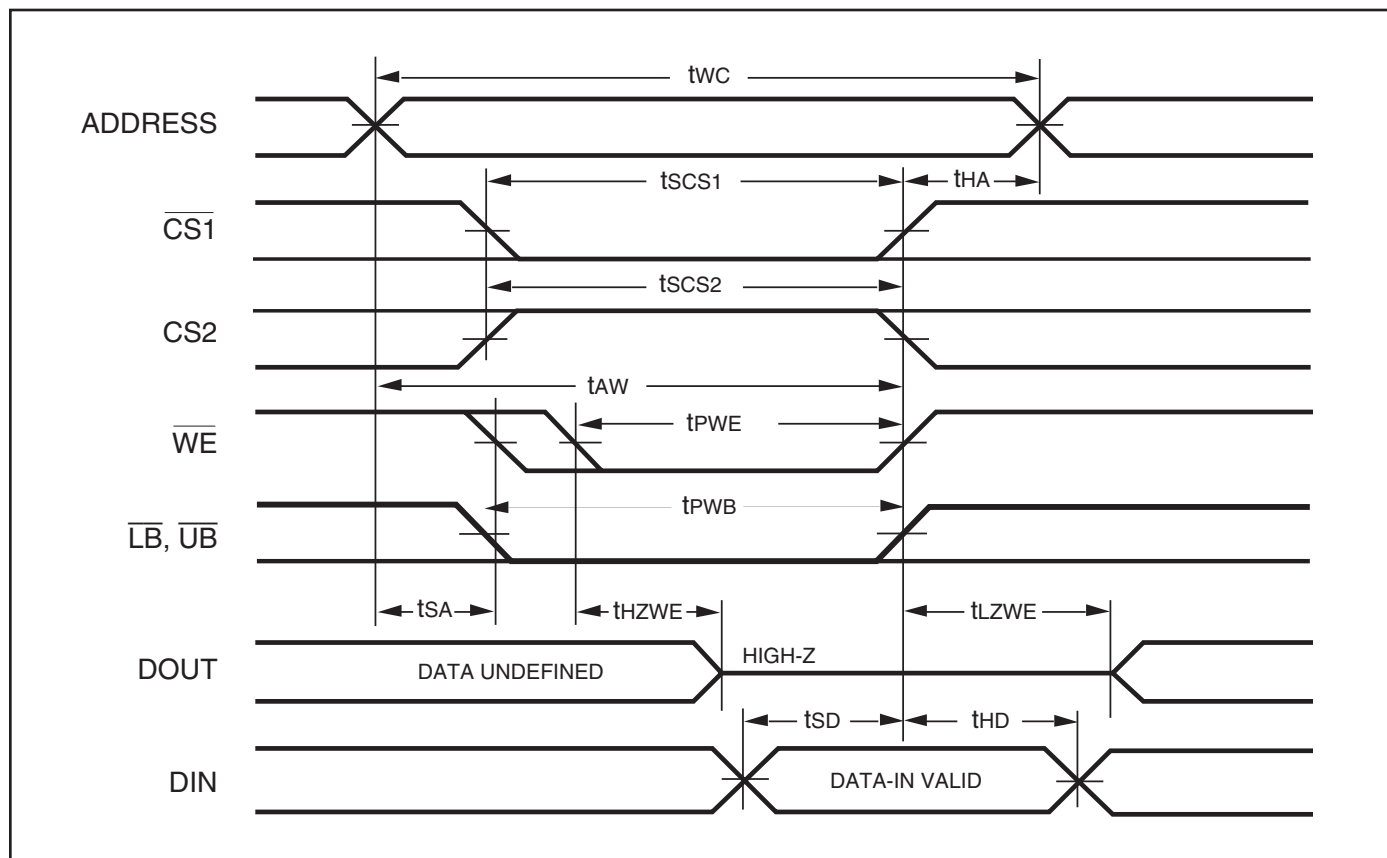 tWC
ADDRESS
tSCS1
tHA
CS1
tSCS2
CS2
tAW
WE
tPWE
LB, UB
tPWB
tSA
tHZWE
tLZWE
DOUT
DATA UNDEFINED
HIGH-Z
tSD
tHD
DIN
DATA-IN VALID